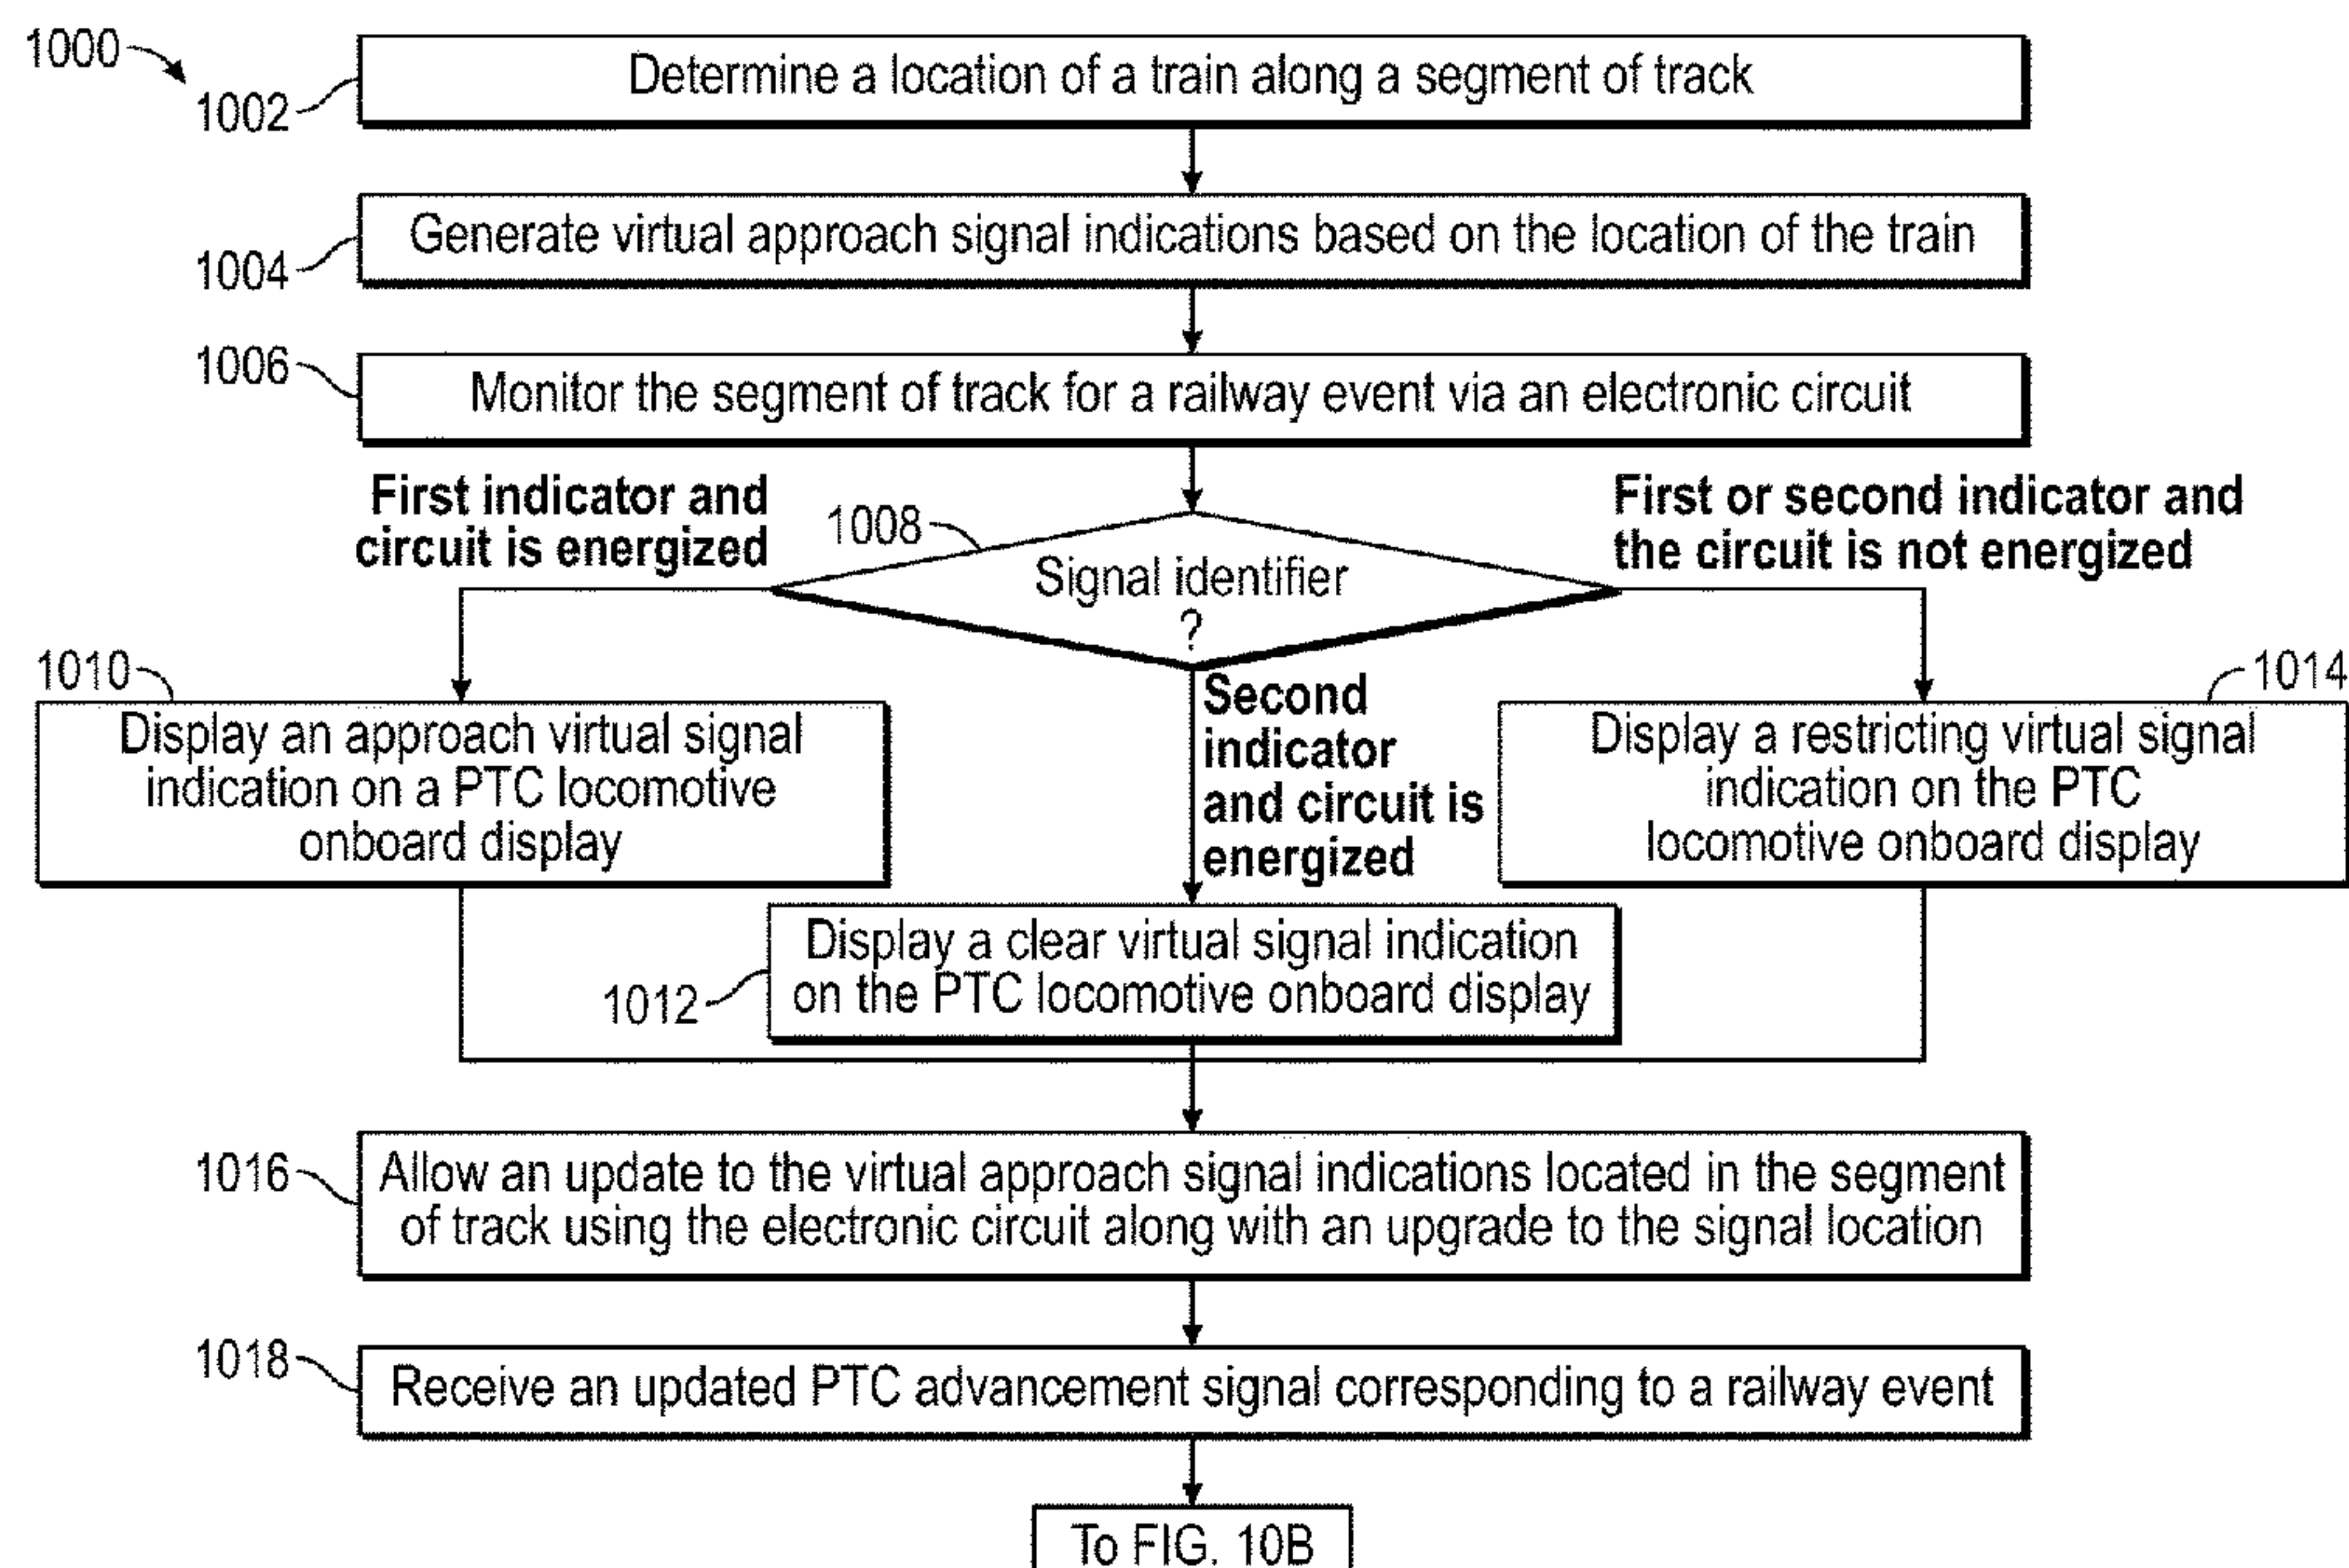 1000
1002
Determine a location of a train along a segment of track
1004
Generate virtual approach signal indications based on the location of the train
1006
Monitor the segment of track for a railway event via an electronic circuit
First indicator and
circuit is energized
1008
Signal identifier
?
First or second indicator and
the circuit is not energized
1010
Display an approach virtual signal
indication on a PTC locomotive
onboard display
Second
indicator
and circuit is
energized
1014
Display a restricting virtual signal
indication on the PTC
locomotive onboard display
1012
Display a clear virtual signal indication
on the PTC locomotive onboard display
1016
Allow an update to the virtual approach signal indications located in the segment
of track using the electronic circuit along with an upgrade to the signal location
1018
Receive an updated PTC advancement signal corresponding to a railway event
To FIG. 10B